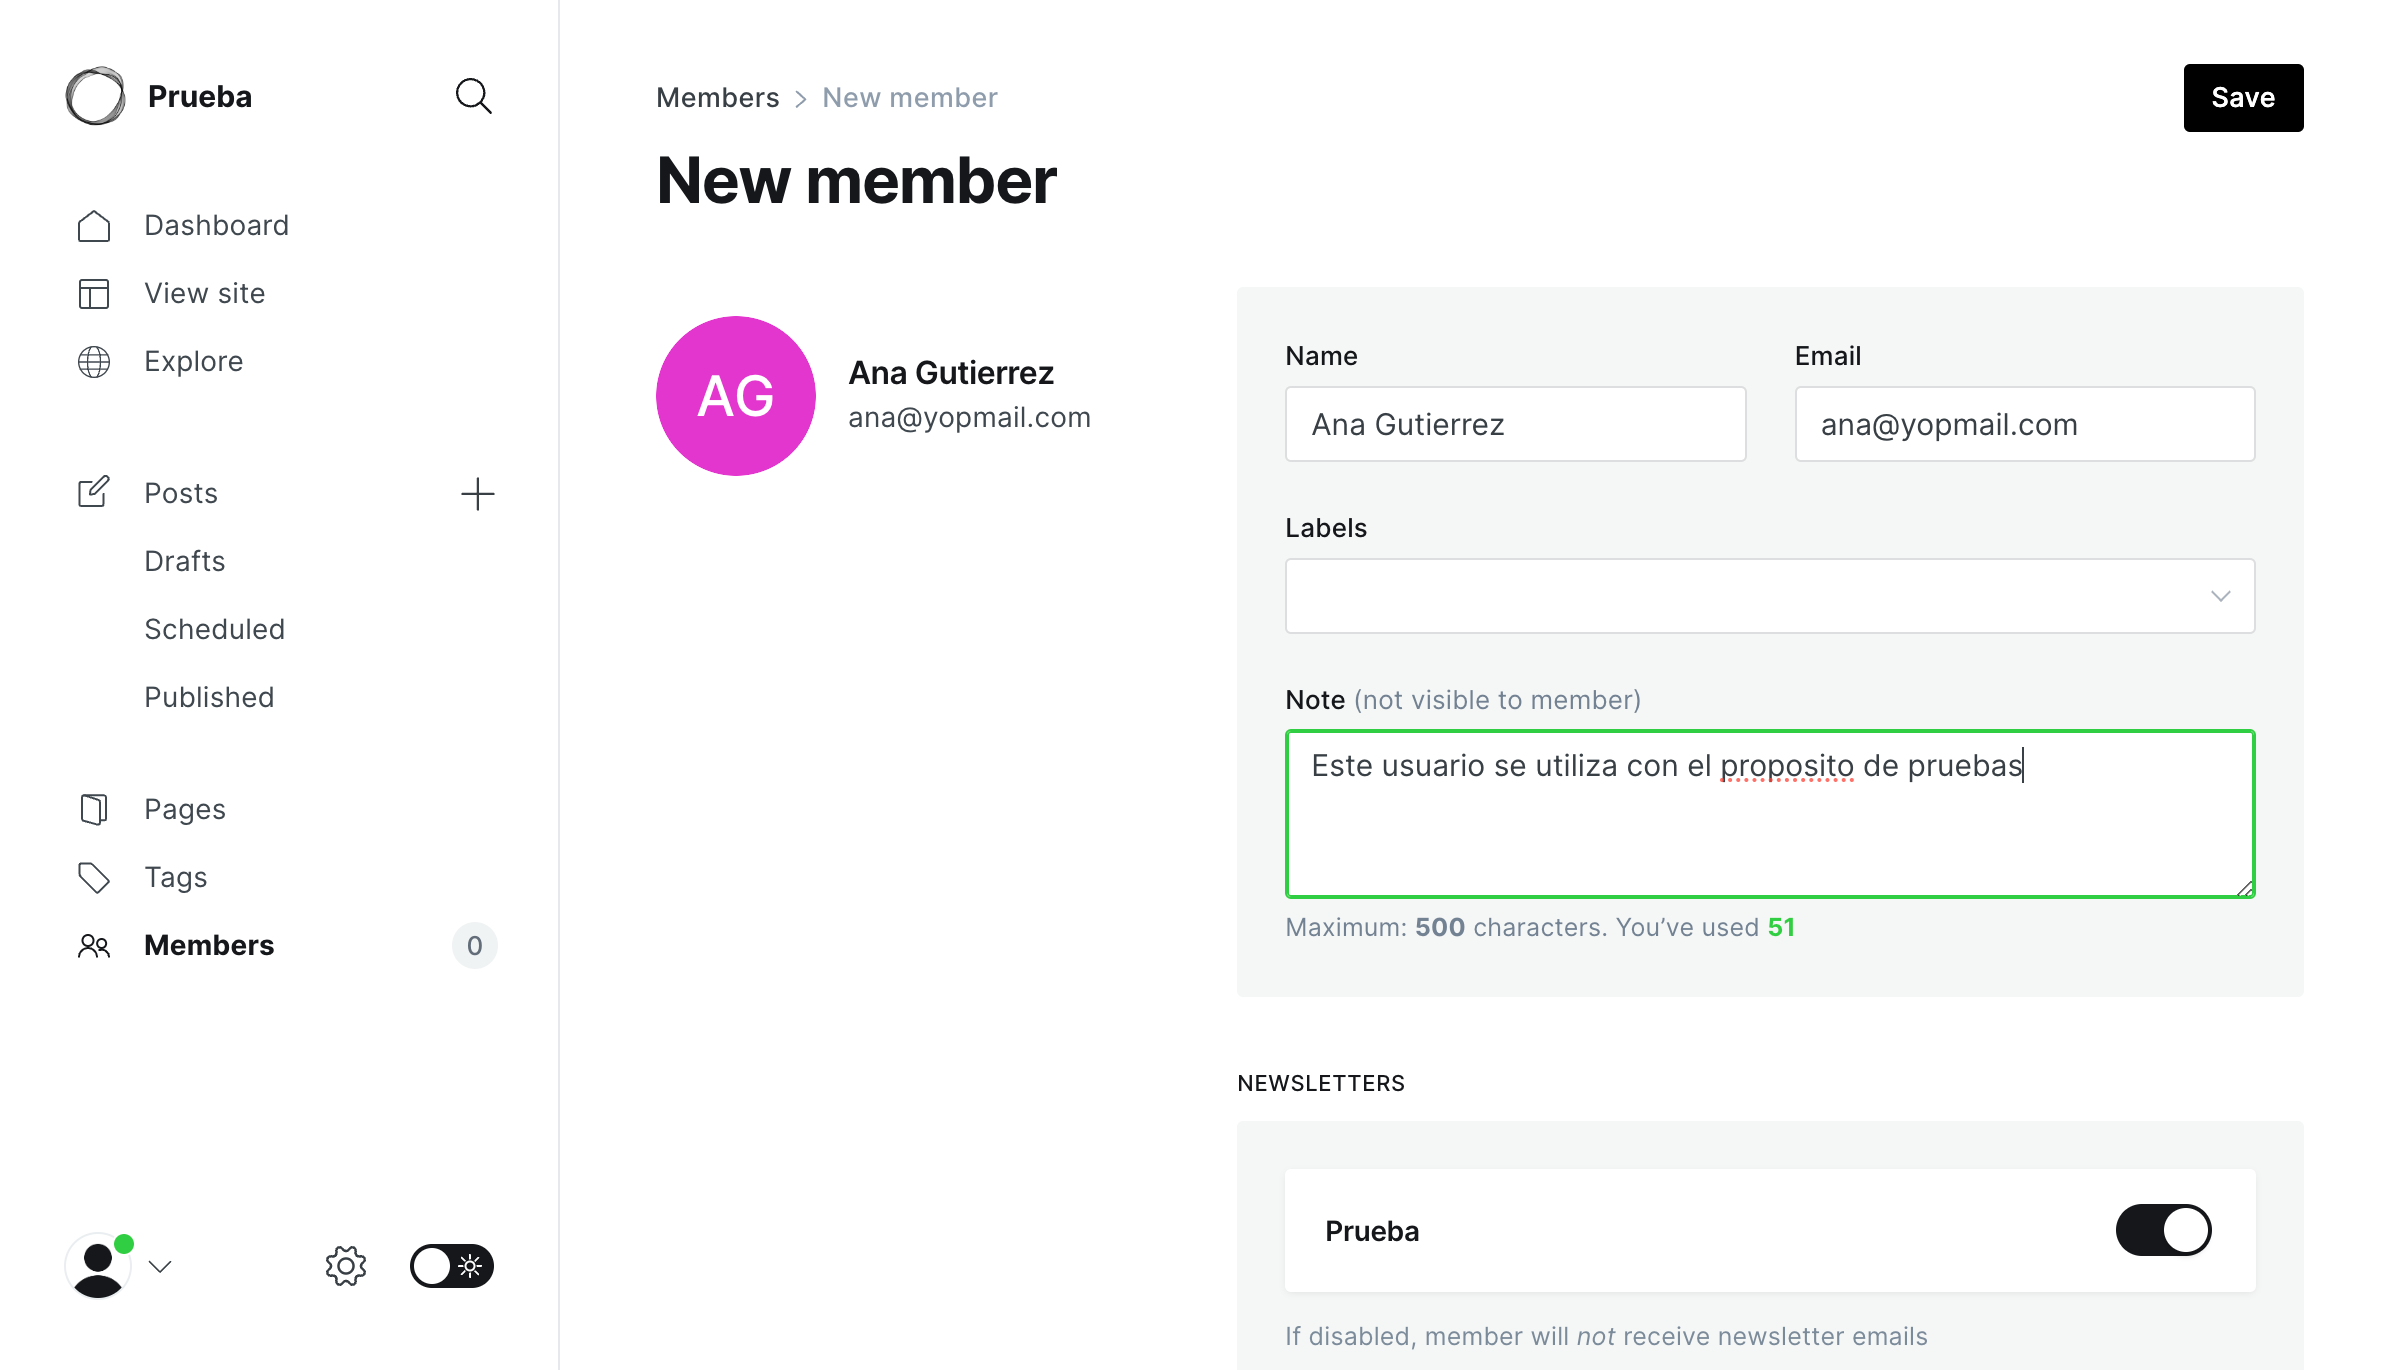 Prueba
Dashboard
View site
Explore
Posts
Drafts
Scheduled
Published
Pages
Tags
Members
0
Members > New member
Save
New member
AG
Ana Gutierrez
ana@yopmail.com
Name
Ana Gutierrez
Email
ana@yopmail.com
Labels
Note (not visible to member)
Este usuario se utiliza con el proposito de pruebas
Maximum: 500 characters. You’ve used 51
NEWSLETTERS
Prueba
If disabled, member will not receive newsletter emails